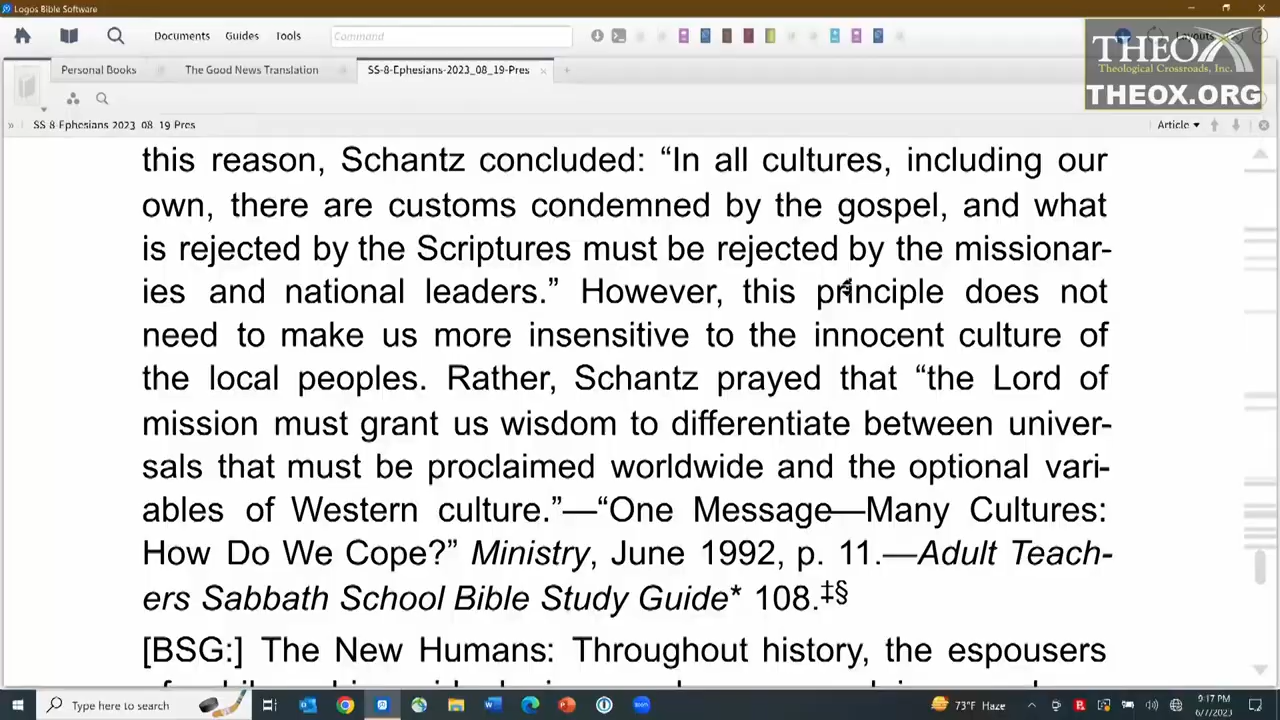 Logos Bible Software
Documents Guides Tools Command Layouts
THEOX
Theological Crossroads, Inc.
THEOX.ORG
Personal Books The Good News Translation SS-8-Ephesians-2023_08_19-Pres
SS-8-Ephesians-2023_08_19-Pres Article
this reason, Schantz concluded: “In all cultures, including our
own, there are customs condemned by the gospel, and what
is rejected by the Scriptures must be rejected by the missionar-
ies and national leaders.” However, this principle does not
need to make us more insensitive to the innocent culture of
the local peoples. Rather, Schantz prayed that “the Lord of
mission must grant us wisdom to differentiate between univer-
sals that must be proclaimed worldwide and the optional vari-
ables of Western culture.”—“One Message—Many Cultures:
How Do We Cope?” Ministry, June 1992, p. 11.—Adult Teach-
ers Sabbath School Bible Study Guide* 108.‡§
[BSG:] The New Humans: Throughout history, the espousers
Type here to search 73°F Haze 9:17 PM
6/7/2023